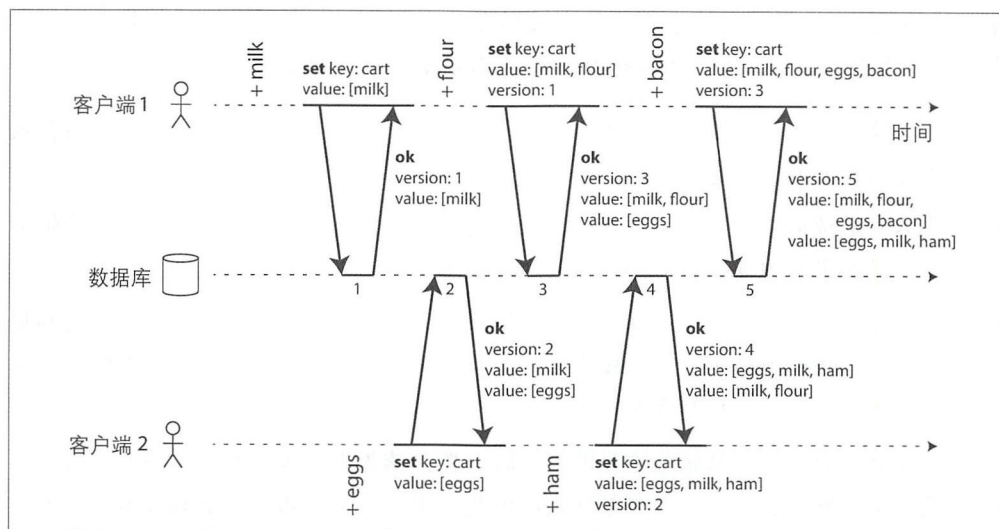 + milk
set key: cart
value: [milk]
+ flour
set key: cart
value: [milk, flour]
version: 1
+ bacon
set key: cart
value: [milk, flour, eggs, bacon]
version: 3
客户端 1
时间
ok
version: 1
value: [milk]
ok
version: 3
value: [milk, flour]
value: [eggs]
ok
version: 5
value: [milk, flour,
eggs, bacon]
value: [eggs, milk, ham]
数据库
1
2
3
4
5
ok
version: 2
value: [milk]
value: [eggs]
ok
version: 4
value: [eggs, milk, ham]
value: [milk, flour]
客户端 2
+ eggs
set key: cart
value: [eggs]
+ ham
set key: cart
value: [eggs, milk, ham]
version: 2